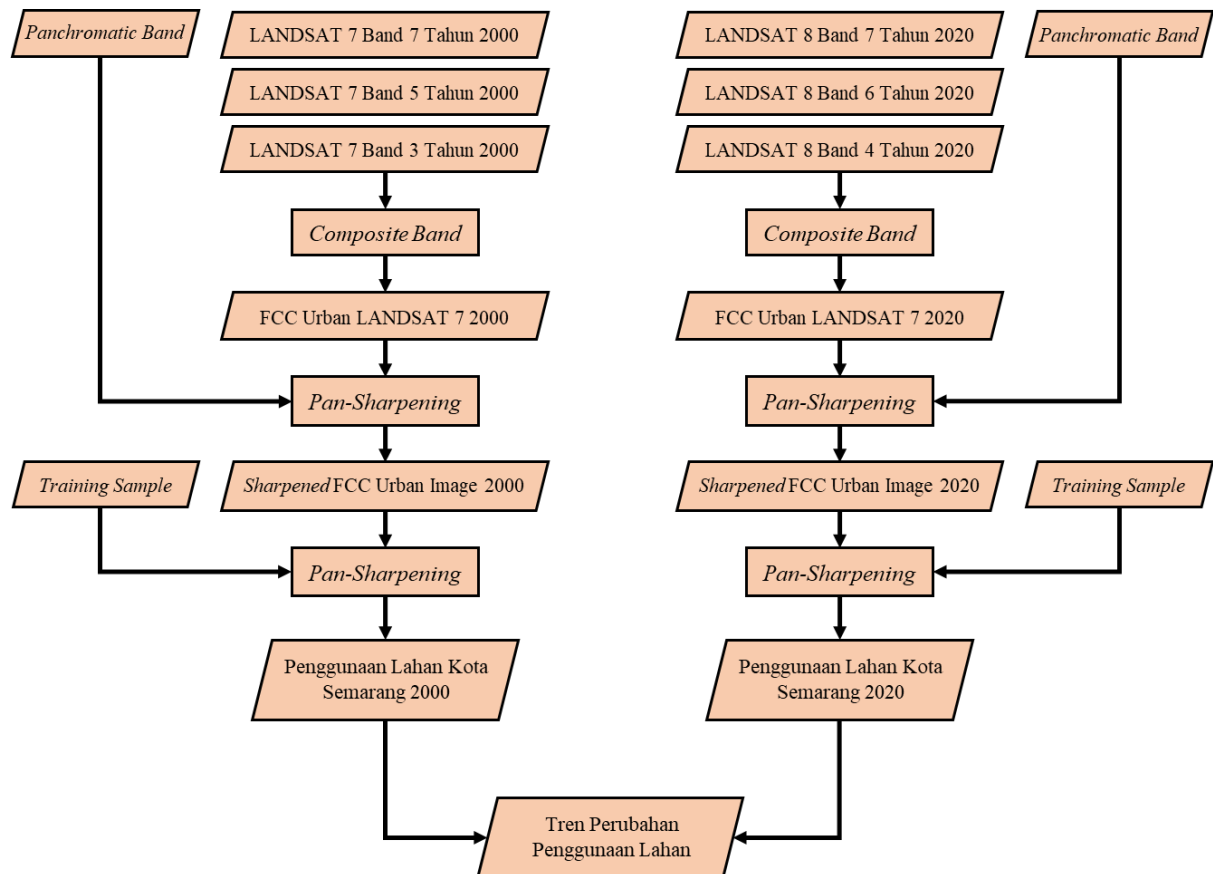 Panchromatic Band
LANDSAT 7 Band 7 Tahun 2000
LANDSAT 8 Band 7 Tahun 2020
Panchromatic Band
LANDSAT 7 Band 5 Tahun 2000
LANDSAT 8 Band 6 Tahun 2020
LANDSAT 7 Band 3 Tahun 2000
LANDSAT 8 Band 4 Tahun 2020
Composite Band
Composite Band
FCC Urban LANDSAT 7 2000
FCC Urban LANDSAT 7 2020
Pan-Sharpening
Pan-Sharpening
Training Sample
Sharpened FCC Urban Image 2000
Sharpened FCC Urban Image 2020
Training Sample
Pan-Sharpening
Pan-Sharpening
Penggunaan Lahan Kota
Semarang 2000
Penggunaan Lahan Kota
Semarang 2020
Tren Perubahan
Penggunaan Lahan